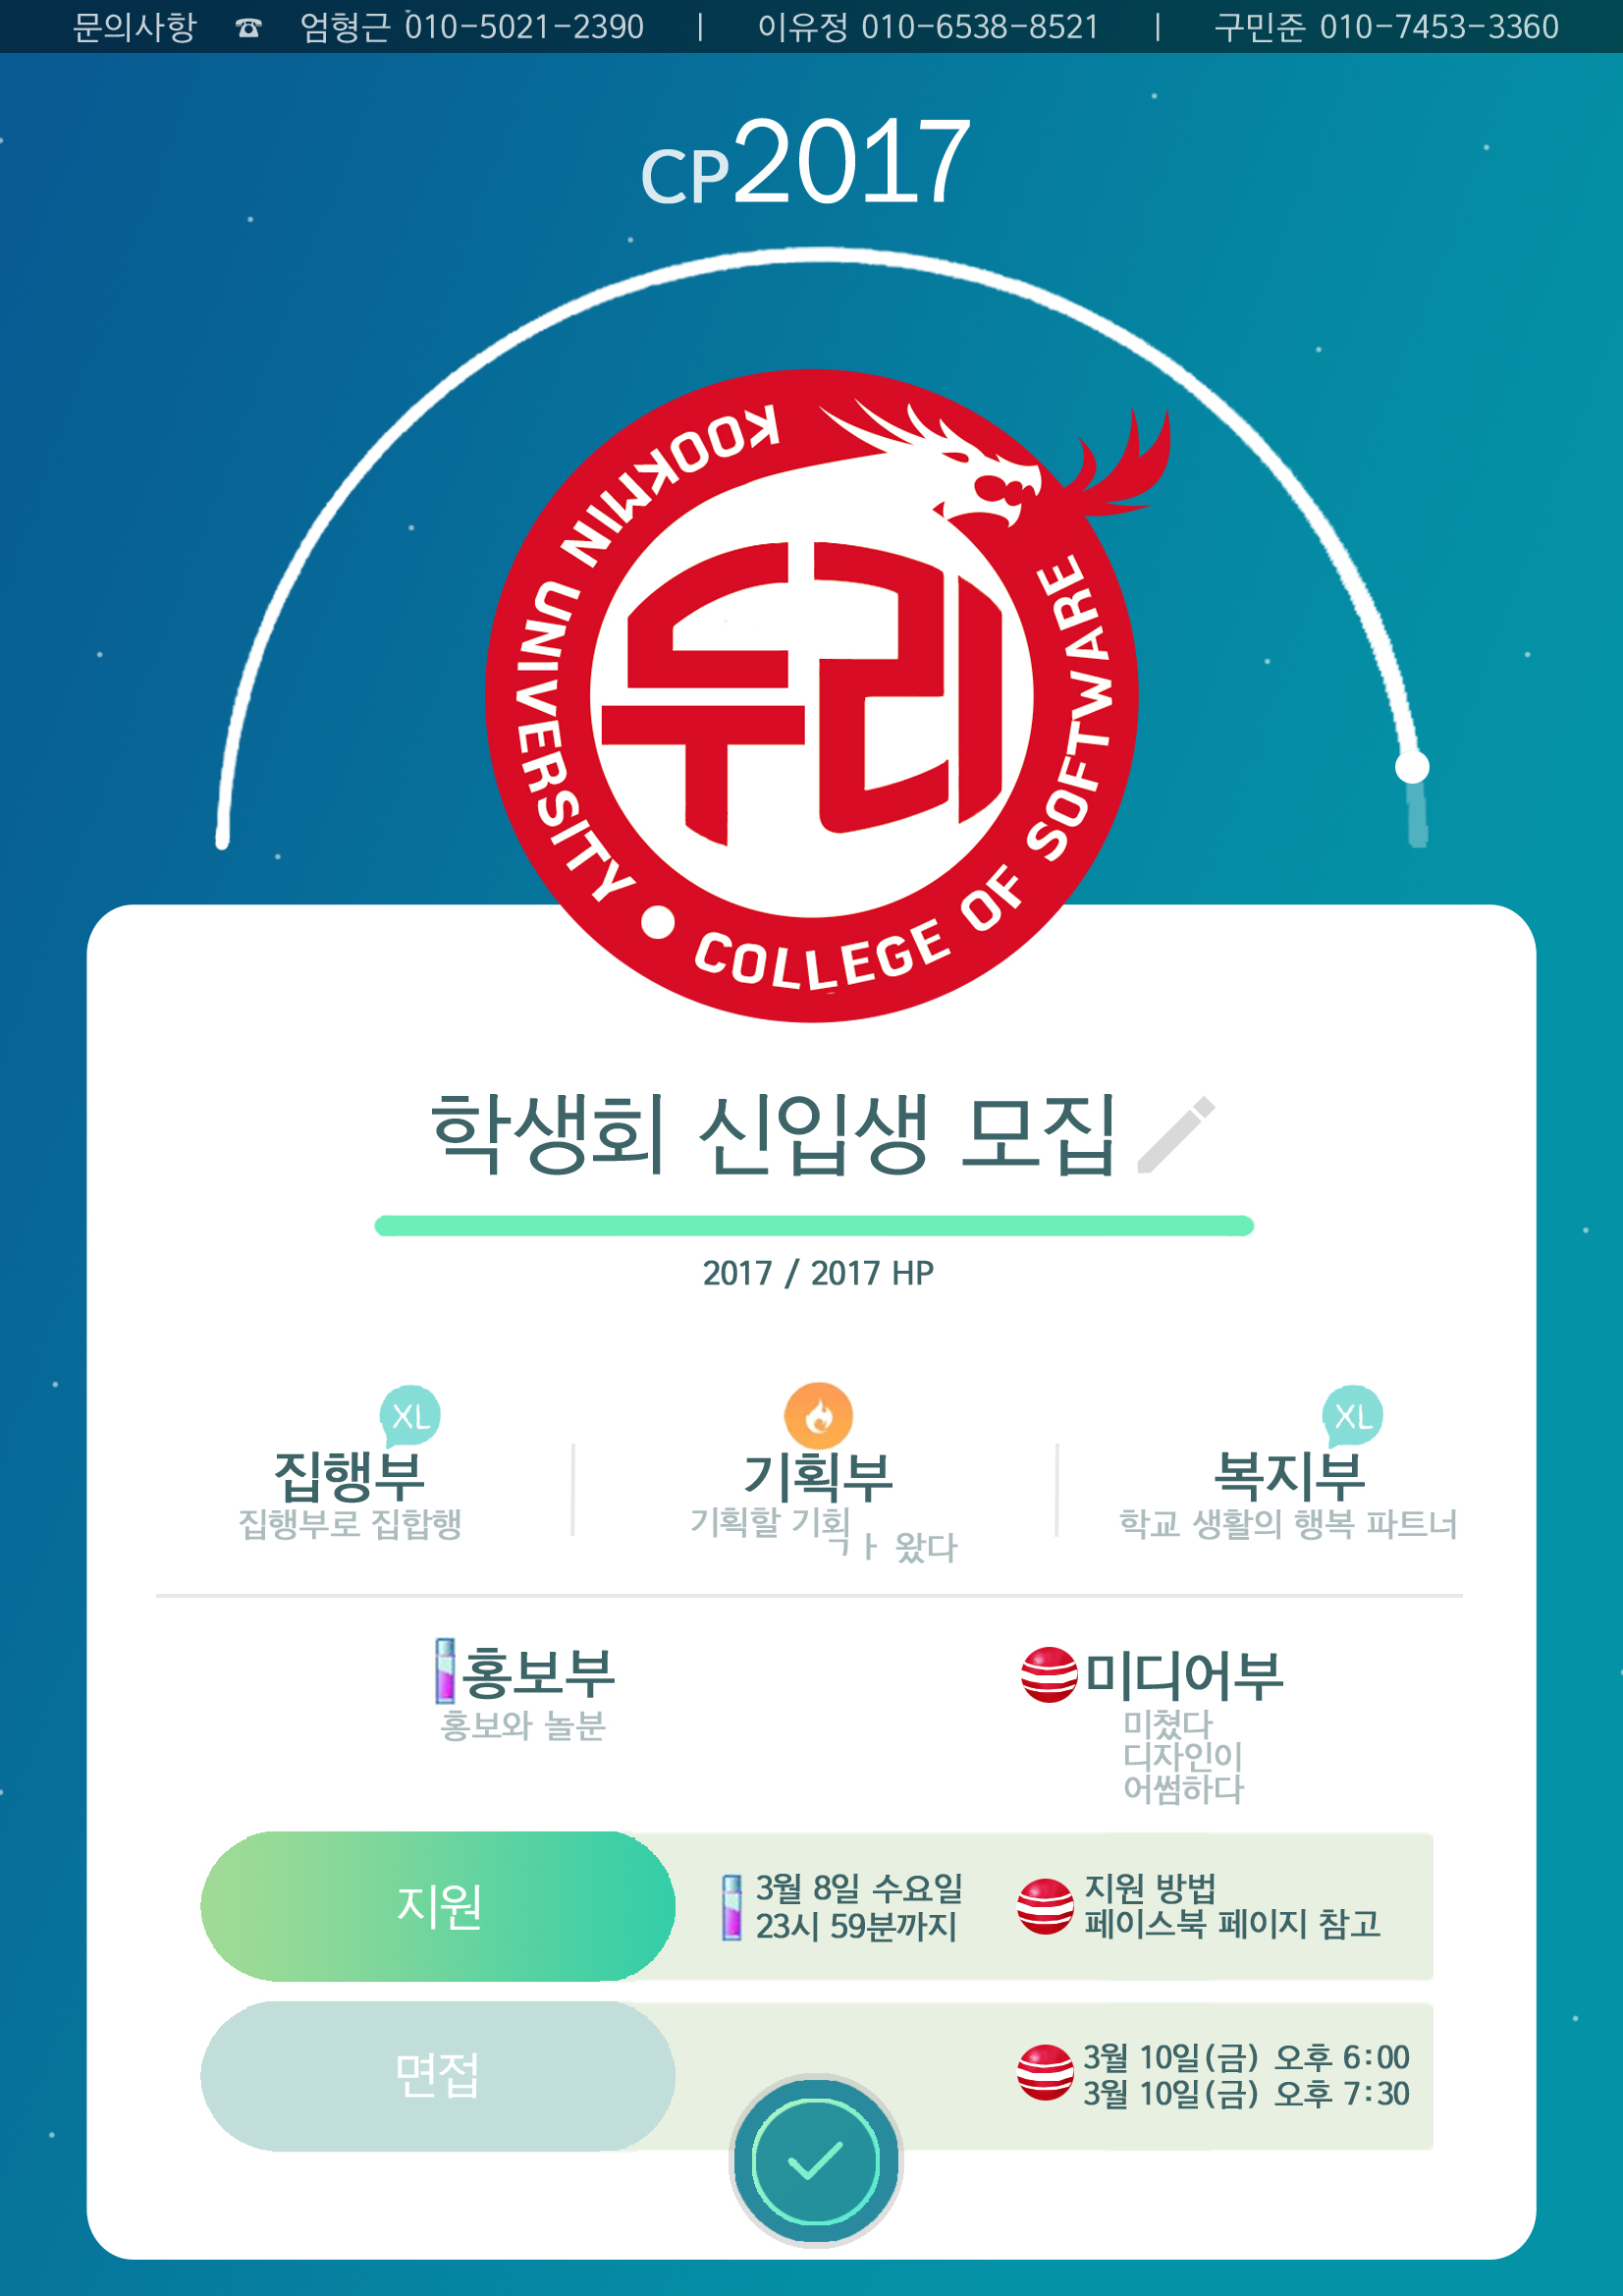 문의사항 ☎ 엄형근 010-5021-2390 | 이유정 010-6538-8521 | 구민준 010-7453-3360
CP2017
KOOKMIN UNIVERSITY ● COLLEGE OF SOFTWARE
우리
학생회 신입생 모집
2017 / 2017 HP
XL
집행부
집행부로 집합행
기획부
기획할 기회
ㄱㅏ 왔다
XL
복지부
학교 생활의 행복 파트너
홍보부
홍보와 놀분
미디어부
미쳤다
디자인이
어썸하다
지원
3월 8일 수요일
23시 59분까지
지원 방법
페이스북 페이지 참고
면접
3월 10일(금) 오후 6:00
3월 10일(금) 오후 7:30